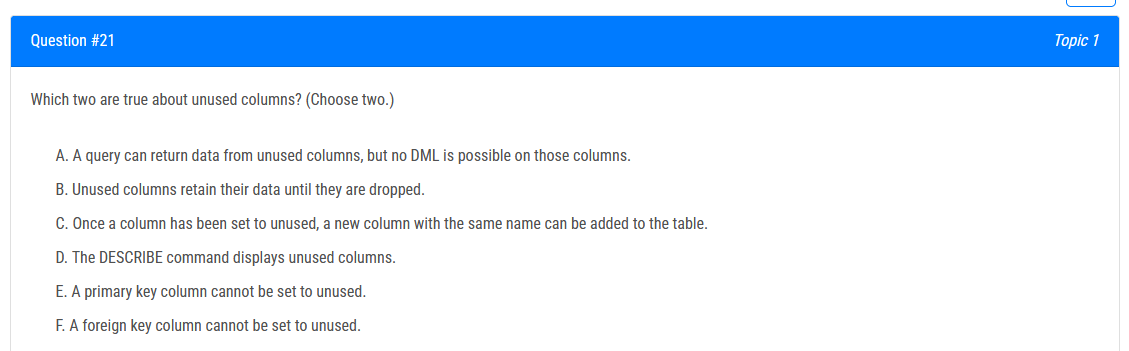 Question #21
Topic 1
Which two are true about unused columns? (Choose two.)
A. A query can return data from unused columns, but no DML is possible on those columns.
B. Unused columns retain their data until they are dropped.
C. Once a column has been set to unused, a new column with the same name can be added to the table.
D. The DESCRIBE command displays unused columns.
E. A primary key column cannot be set to unused.
F. A foreign key column cannot be set to unused.